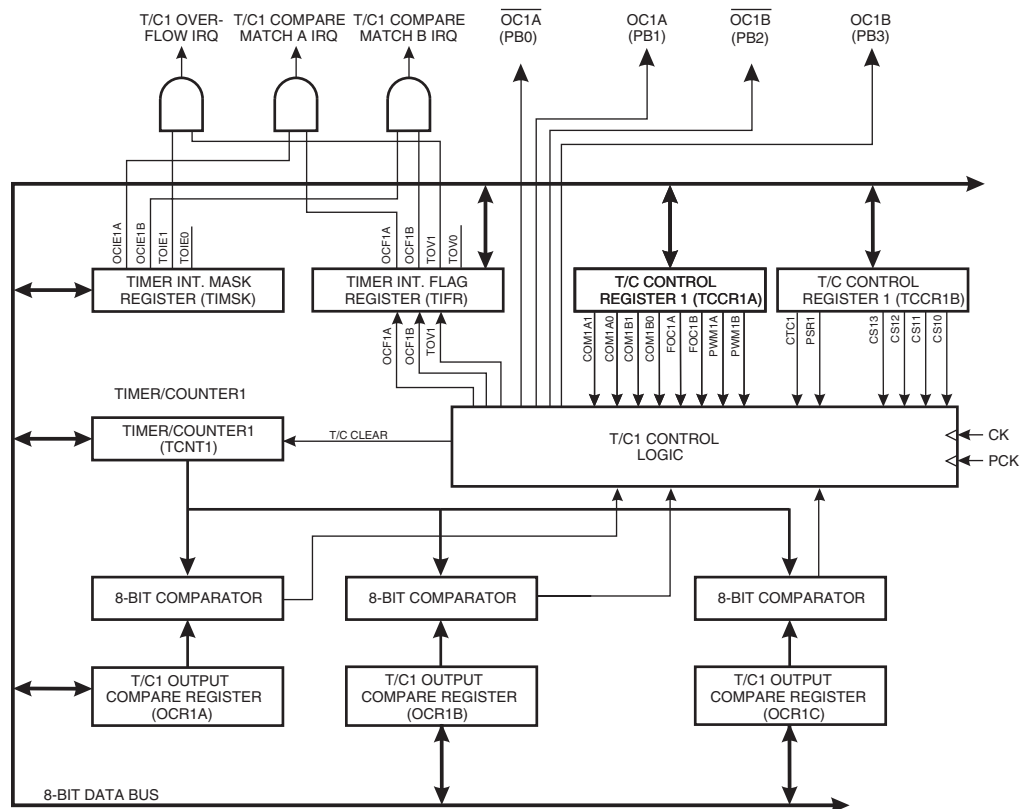 T/C1 OVER-
FLOW IRQ
T/C1 COMPARE
MATCH A IRQ
T/C1 COMPARE
MATCH B IRQ
OC1A
(PB0)
OC1A
(PB1)
OC1B
(PB2)
OC1B
(PB3)
OCIE1A
OCIE1B
TOIE1
TOIE0
OCF1A
OCF1B
TOV1
TOV0
TIMER INT. MASK
REGISTER (TIMSK)
TIMER INT. FLAG
REGISTER (TIFR)
T/C CONTROL
REGISTER 1 (TCCR1A)
T/C CONTROL
REGISTER 1 (TCCR1B)
OCF1A
OCF1B
TOV1
COM1A1
COM1A0
COM1B1
COM1B0
FOC1A
FOC1B
PWM1A
PWM1B
CTC1
PSR1
CS13
CS12
CS11
CS10
TIMER/COUNTER1
TIMER/COUNTER1
(TCNT1)
T/C CLEAR
T/C1 CONTROL
LOGIC
CK
PCK
8-BIT COMPARATOR
8-BIT COMPARATOR
8-BIT COMPARATOR
T/C1 OUTPUT
COMPARE REGISTER
(OCR1A)
T/C1 OUTPUT
COMPARE REGISTER
(OCR1B)
T/C1 OUTPUT
COMPARE REGISTER
(OCR1C)
8-BIT DATA BUS